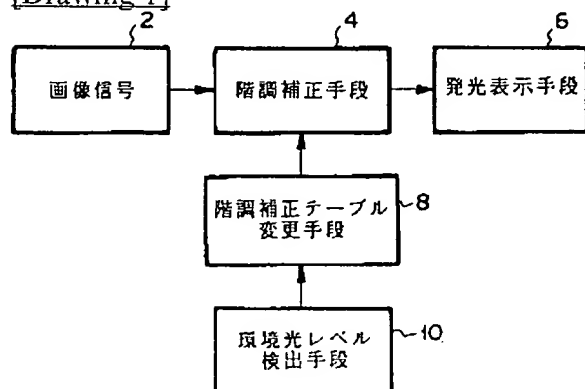 [Drawing 1]
2
4
6
画像信号
階調補正手段
発光表示手段
階調補正テーブル
変更手段
8
環境光レベル
検出手段
10